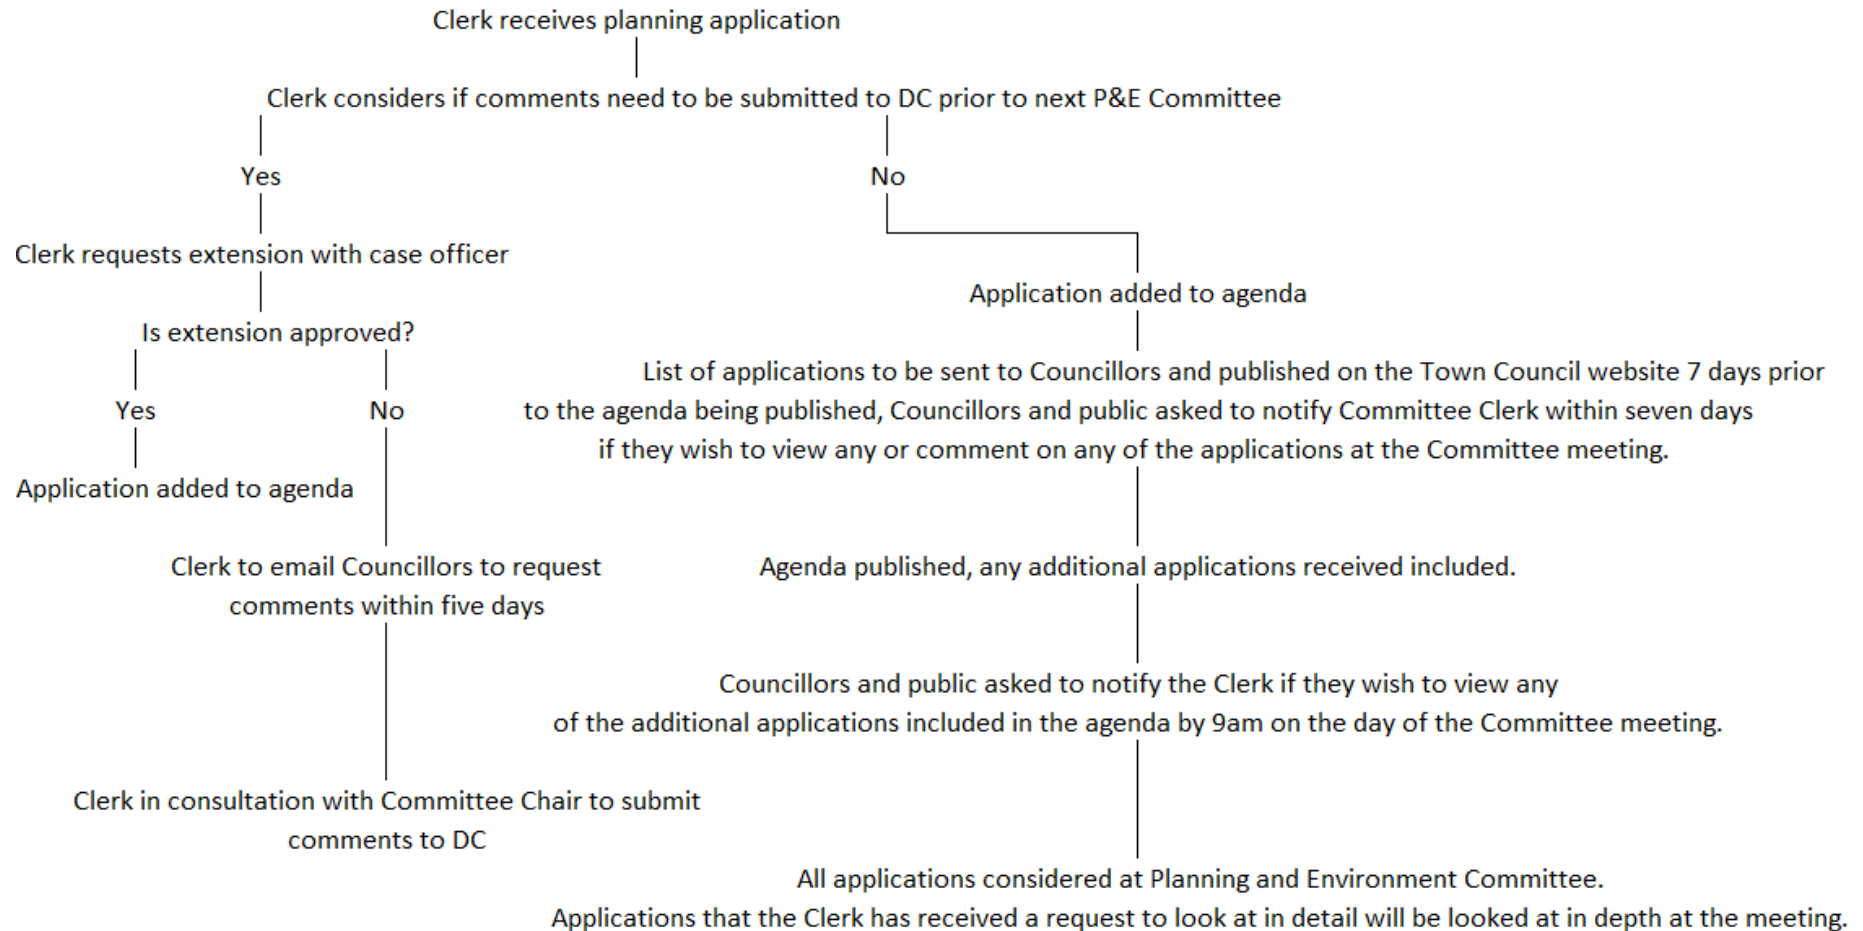 Clerk receives planning application
Clerk considers if comments need to be submitted to DC prior to next P&E Committee
Yes
No
Clerk requests extension with case officer
Is extension approved?
Yes
No
Application added to agenda
Clerk to email Councillors to request
comments within five days
Clerk in consultation with Committee Chair to submit
comments to DC
Application added to agenda
List of applications to be sent to Councillors and published on the Town Council website 7 days prior
to the agenda being published, Councillors and public asked to notify Committee Clerk within seven days
if they wish to view any or comment on any of the applications at the Committee meeting.
Agenda published, any additional applications received included.
Councillors and public asked to notify the Clerk if they wish to view any
of the additional applications included in the agenda by 9am on the day of the Committee meeting.
All applications considered at Planning and Environment Committee.
Applications that the Clerk has received a request to look at in detail will be looked at in depth at the meeting.